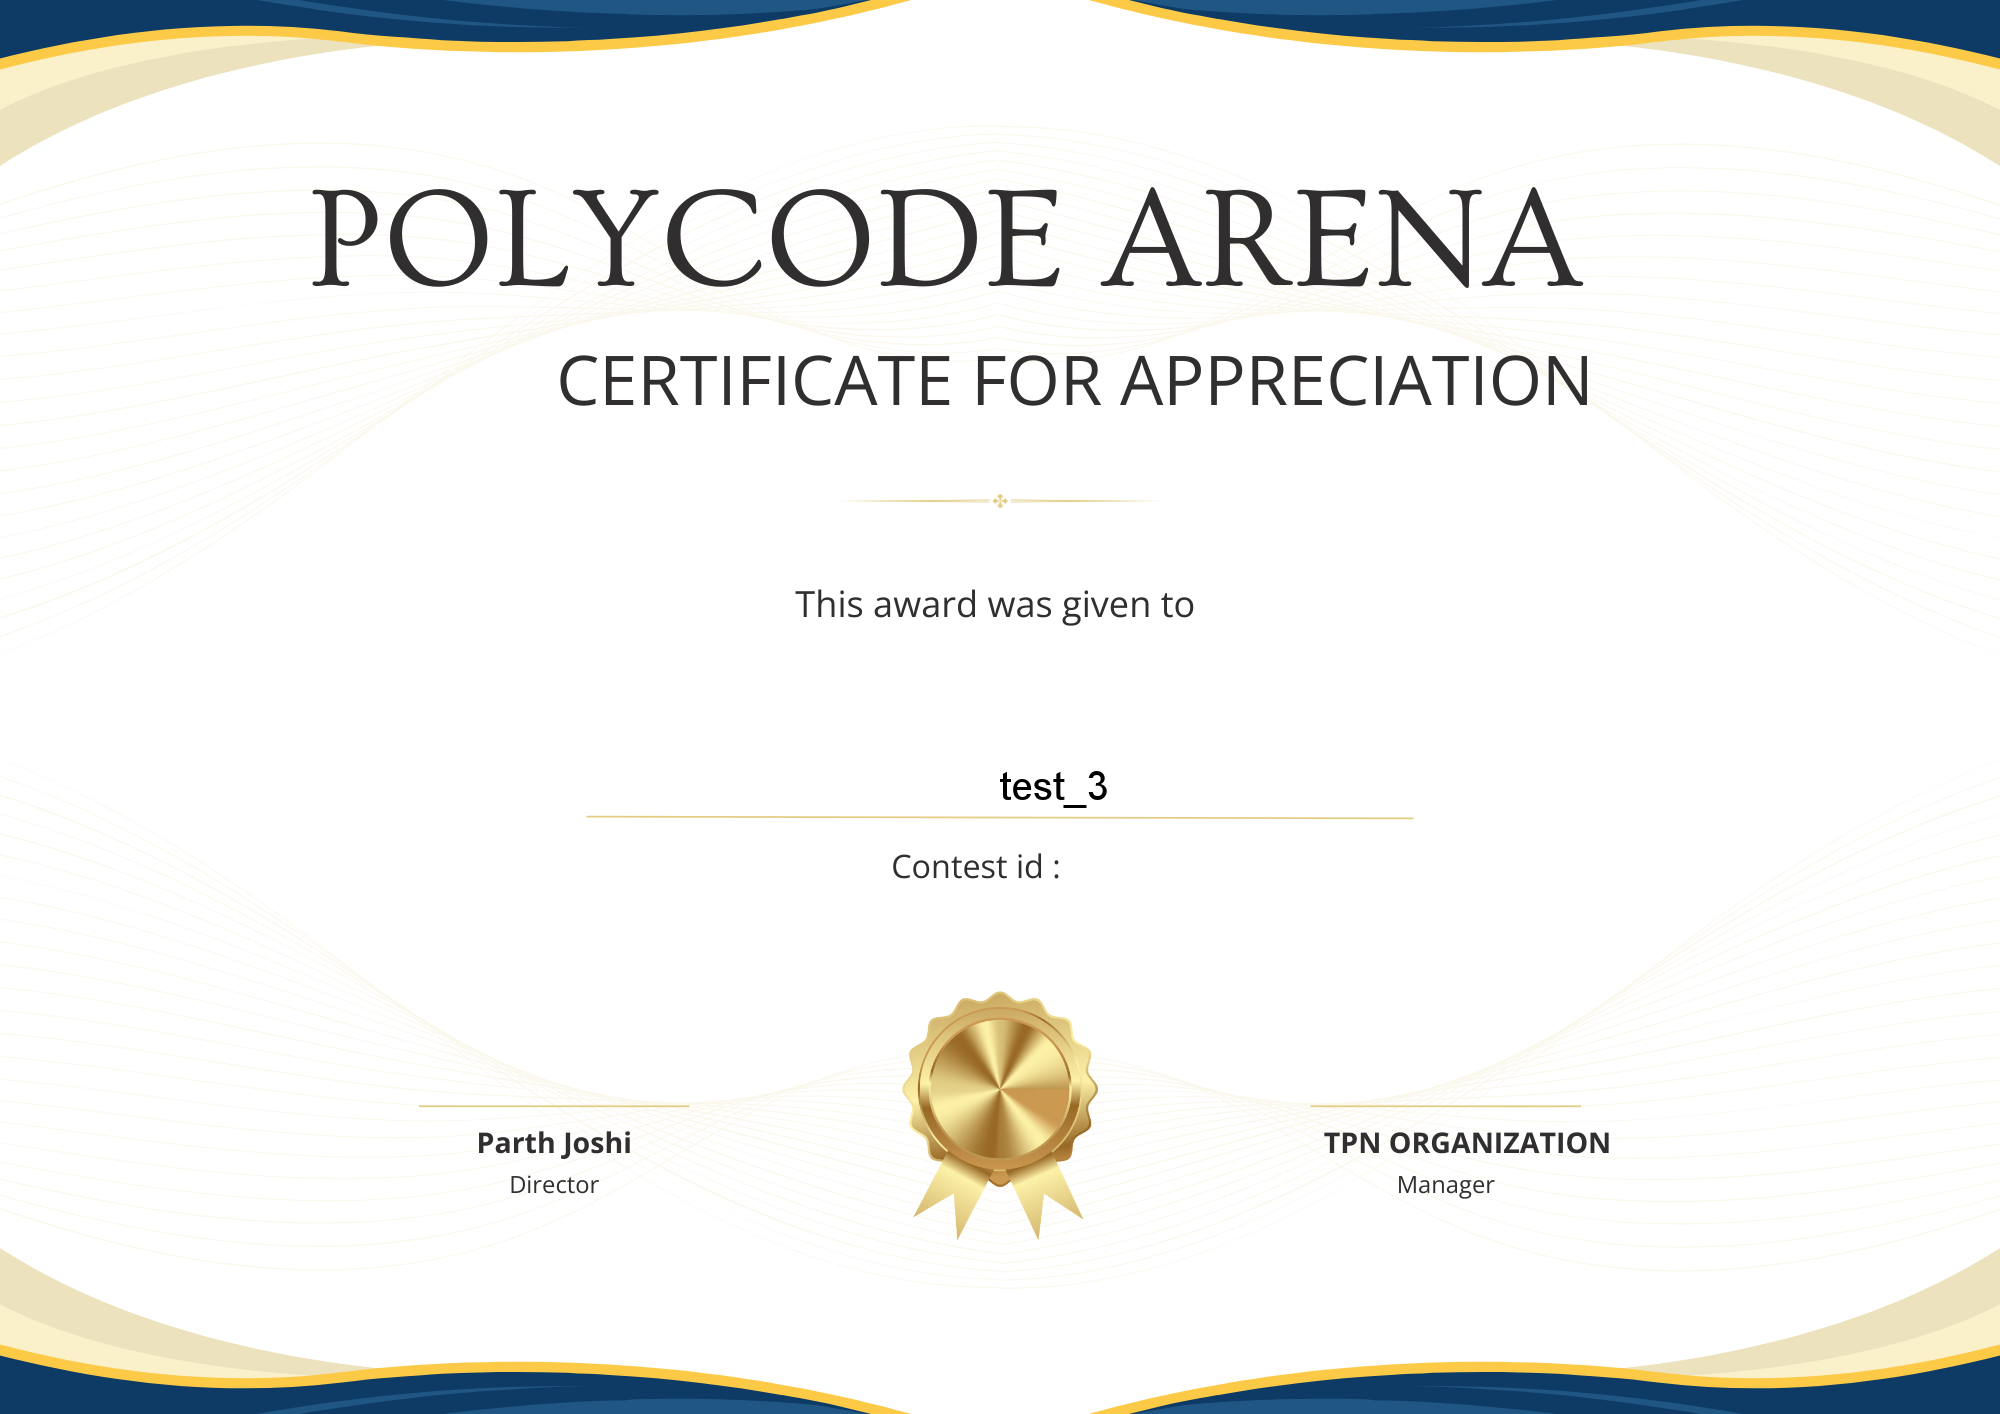 POLYCODE ARENA
CERTIFICATE FOR APPRECIATION
This award was given to
test_3
Contest id :
Parth Joshi
Director
TPN ORGANIZATION
Manager